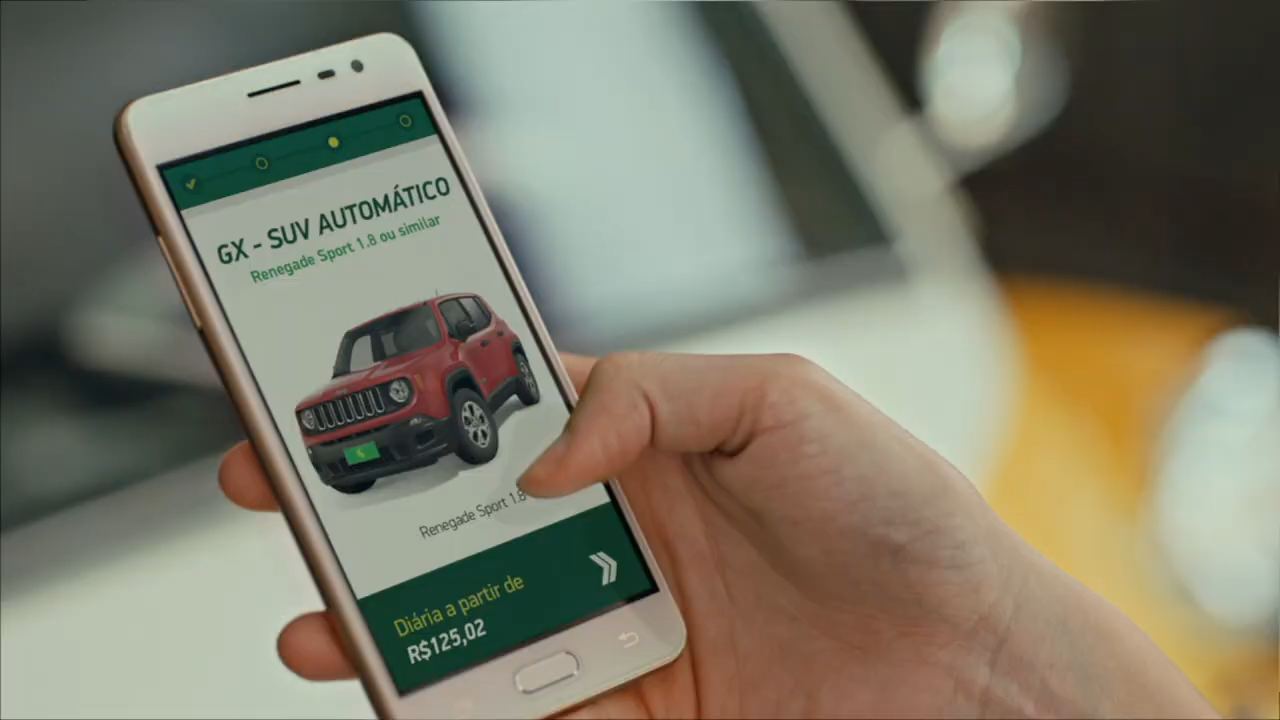 GX - SUV AUTOMÁTICO
Renegade Sport 1.8 ou similar
Renegade Sport 1.8
Diária a partir de
R$125,02